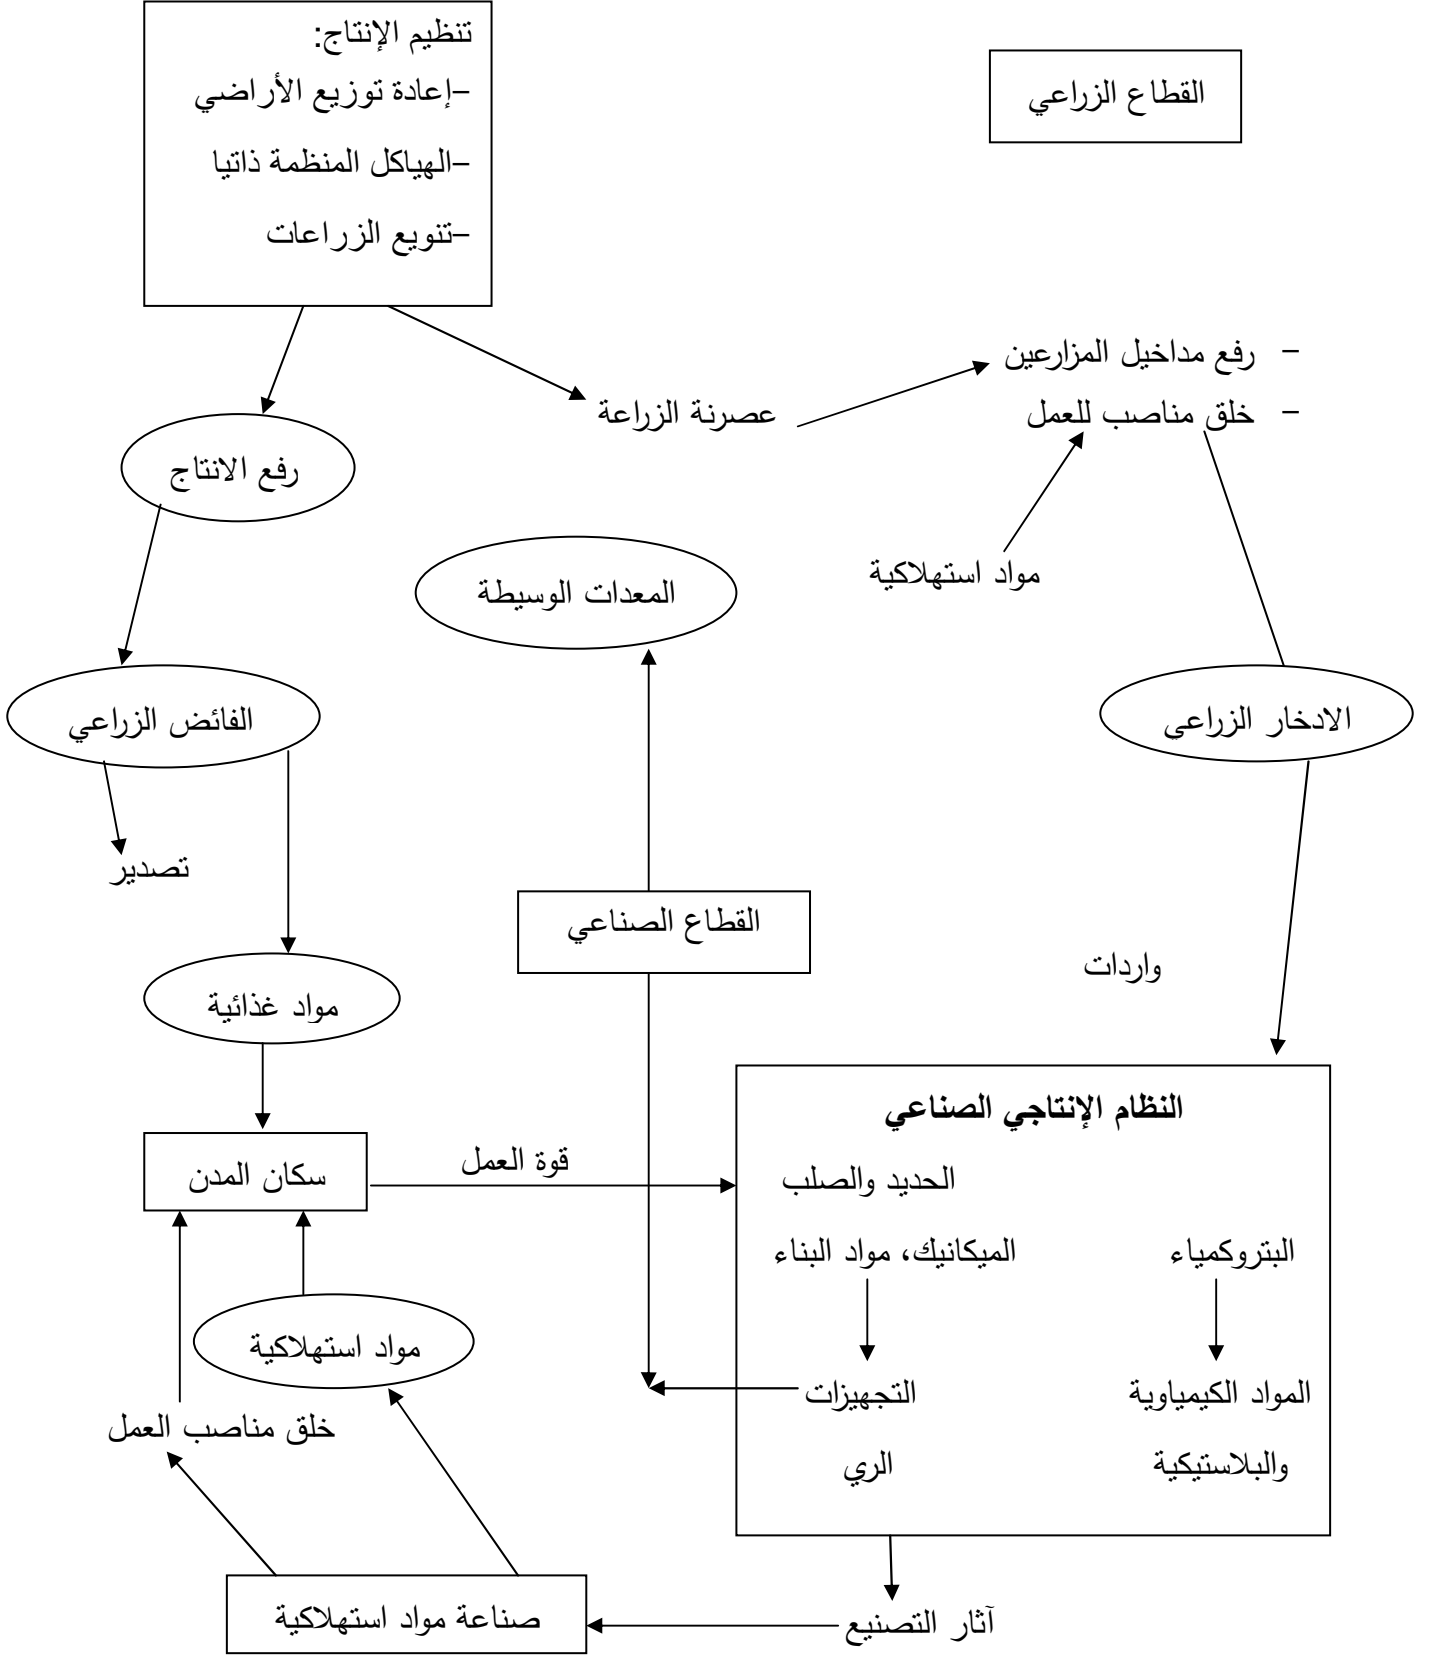 تنظيم الإنتاج:
-إعادة توزيع الأراضي
-الهياكل المنظمة ذاتيا
-تنويع الزراعات
القطاع الزراعي
- رفع مداخيل المزارعين
- خلق مناصب للعمل
عصرنة الزراعة
رفع الانتاج
مواد استهلاكية
المعدات الوسيطة
الفائض الزراعي
الادخار الزراعي
تصدير
القطاع الصناعي
واردات
مواد غذائية
النظام الإنتاجي الصناعي
سكان المدن
قوة العمل
الحديد والصلب
الميكانيك، مواد البناء
البتروكمياء
مواد استهلاكية
التجهيزات
المواد الكيمياوية
خلق مناصب العمل
الري
والبلاستيكية
صناعة مواد استهلاكية
آثار التصنيع